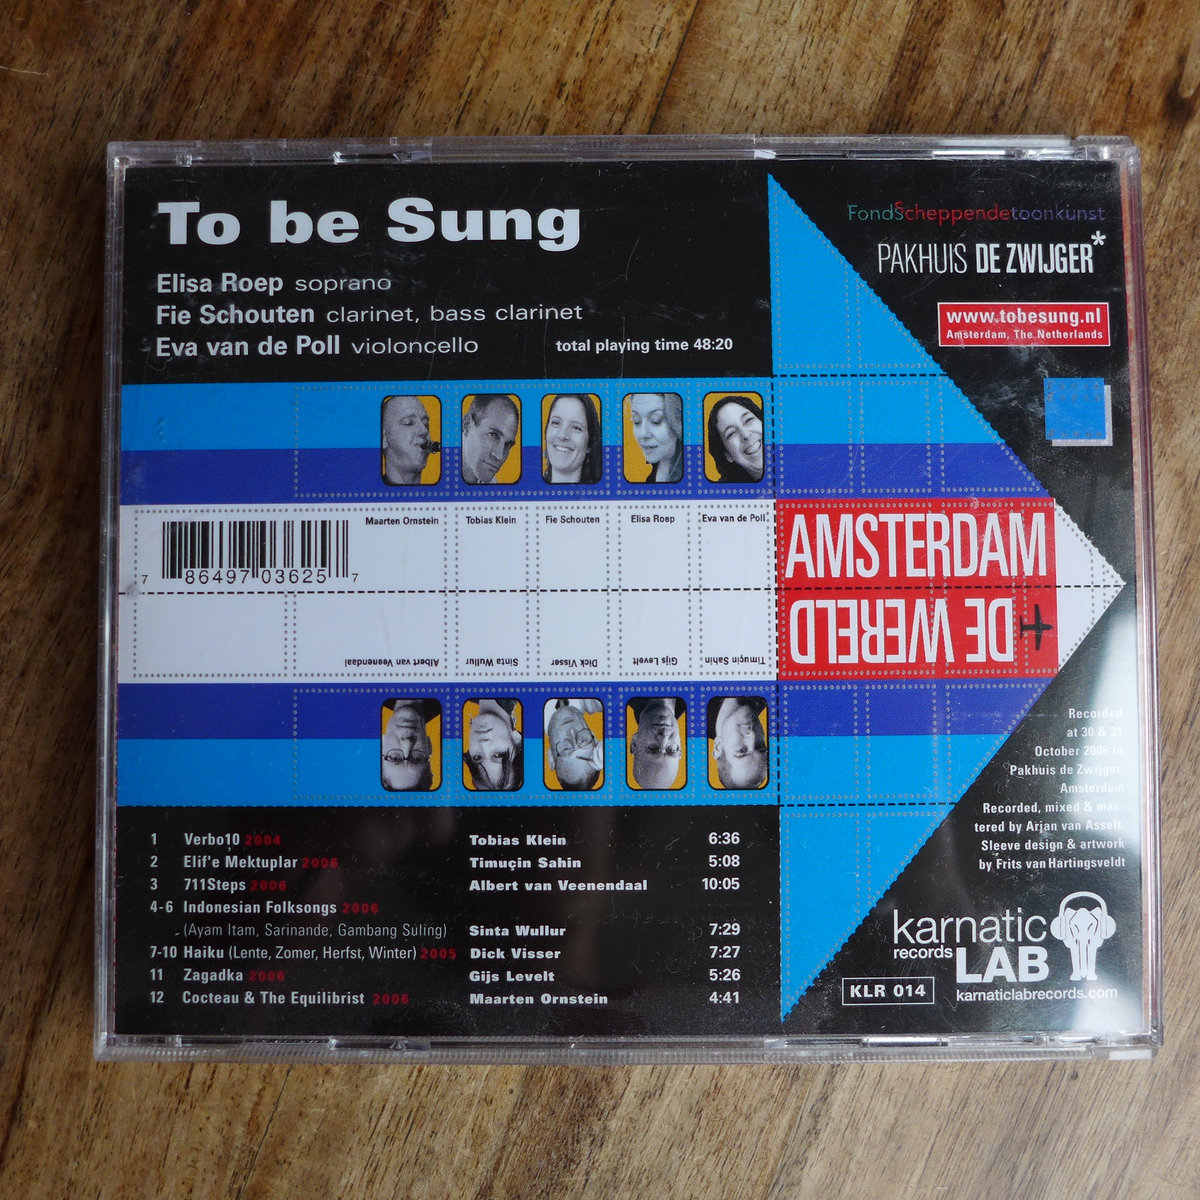 To be Sung
Elisa Roep soprano
Fie Schouten clarinet, bass clarinet
Eva van de Poll violoncello
total playing time 48:20
FondScheppendetoonkunst
PAKHUIS DE ZWIJGER*
www.tobesung.nl
Amsterdam, The Netherlands
Maarten Ornstein Tobias Klein Fie Schouten Elisa Roep Eva van de Poll
7 86497 03625 7
AMSTERDAM
+ DE WERELD
Albert van Veenendaal Sinta Wullur Dick Visser Gijs Levelt Timuçin Sahin
Recorded
at 30 & 31
October 2006 in
Pakhuis de Zwijger,
Amsterdam
Recorded, mixed & mas-
tered by Arjan van Asselt.
Sleeve design & artwork
by Frits van Hartingsveldt
1 Verbo10 2004 Tobias Klein 6:36
2 Elif'e Mektuplar 2006 Timuçin Sahin 5:08
3 711Steps 2006 Albert van Veenendaal 10:05
4-6 Indonesian Folksongs 2006
(Ayam Itam, Sarinande, Gambang Suling) Sinta Wullur 7:29
7-10 Haiku (Lente, Zomer, Herfst, Winter) 2005 Dick Visser 7:27
11 Zagadka 2006 Gijs Levelt 5:26
12 Cocteau & The Equilibrist 2006 Maarten Ornstein 4:41
karnatic
records LAB
KLR 014
karnaticlabrecords.com